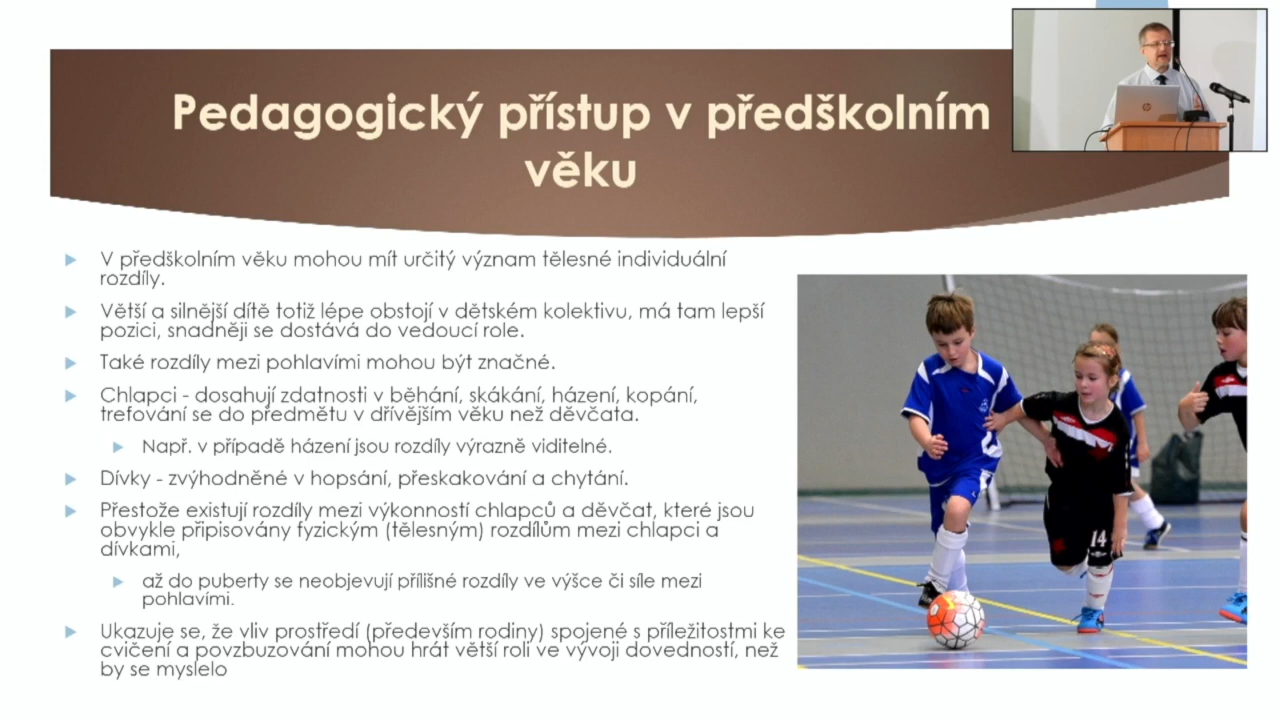 Pedagogický přístup v předškolním
věku
V předškolním věku mohou mít určitý význam tělesné individuální
rozdíly.
Větší a silnější dítě totiž lépe obstojí v dětském kolektivu, má tam lepší
pozici, snadněji se dostává do vedoucí role.
Také rozdíly mezi pohlavími mohou být značné.
Chlapci - dosahují zdatnosti v běhání, skákání, házení, kopání,
trefování se do předmětu v dřívějším věku než děvčata.
Např. v případě házení jsou rozdíly výrazně viditelné.
Dívky - zvýhodněné v hopsání, přeskakování a chytání.
Přestože existují rozdíly mezi výkonností chlapců a děvčat, které jsou
obvykle připisovány fyzickým (tělesným) rozdílům mezi chlapci a
dívkami,
až do puberty se neobjevují přílišné rozdíly ve výšce či síle mezi
pohlavími.
Ukazuje se, že vliv prostředí (především rodiny) spojené s příležitostmi ke
cvičení a povzbuzování mohou hrát větší roli ve vývoji dovedností, než
by se myslelo
14
hp